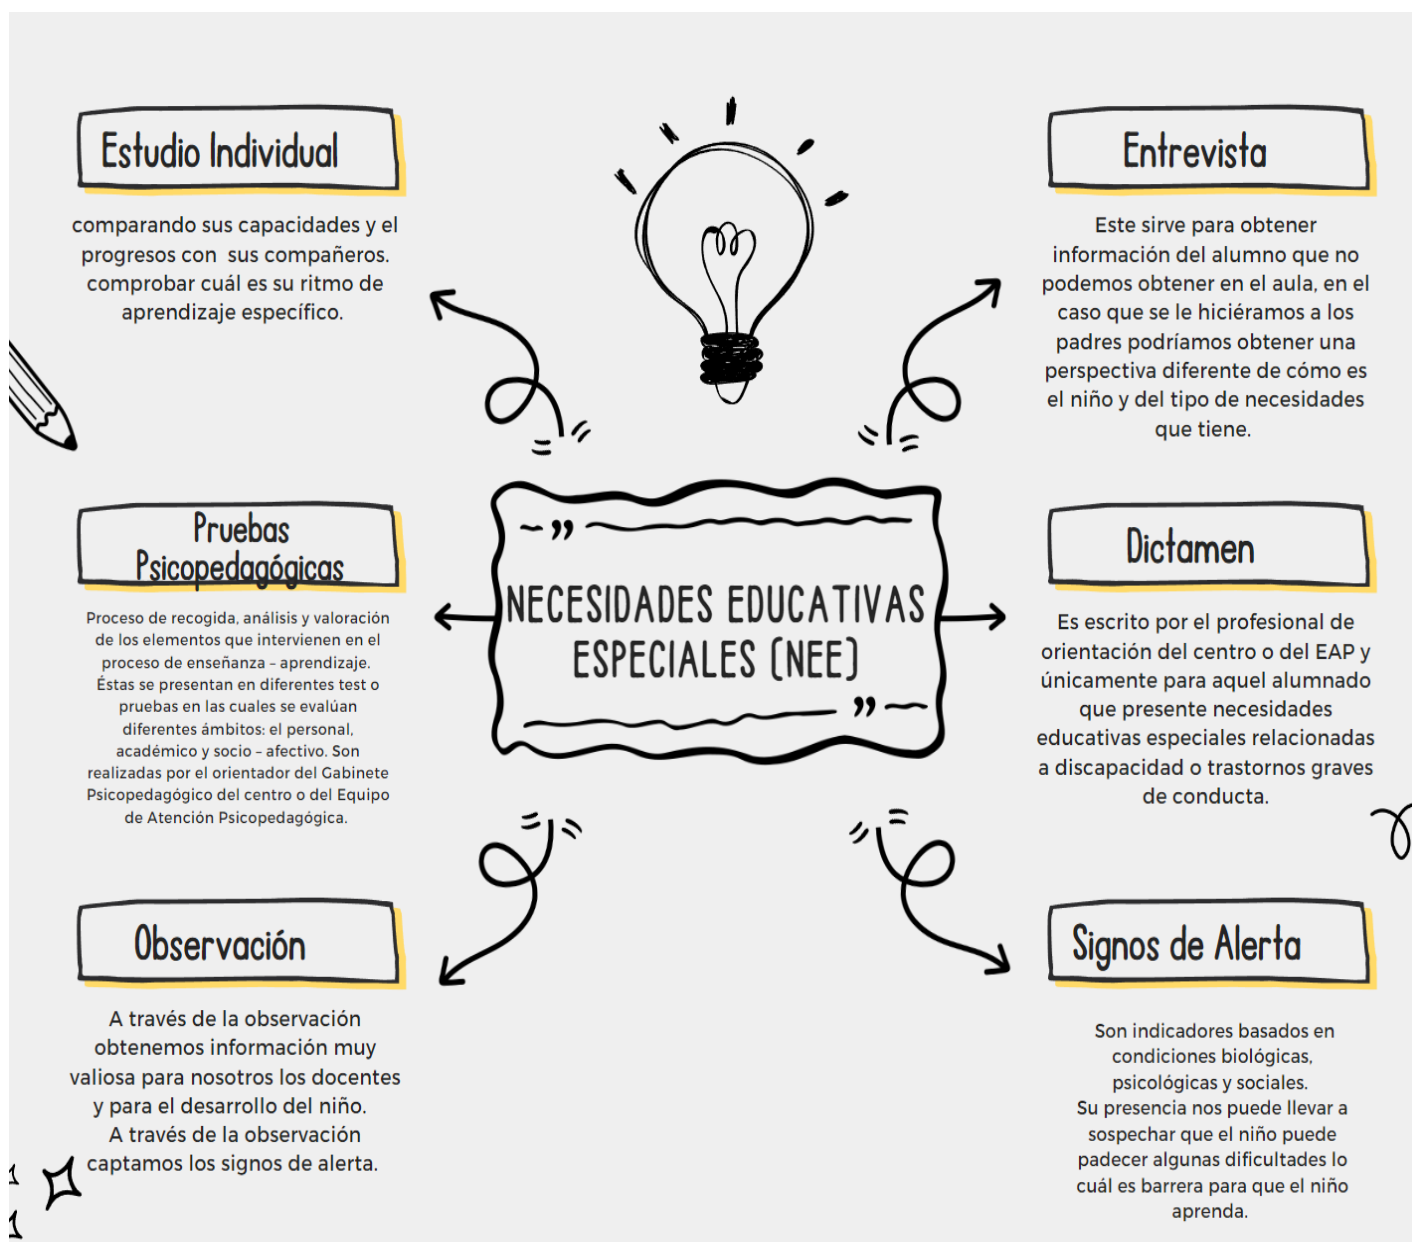 Estudio Individual
comparando sus capacidades y el
progresos con sus compañeros.
comprobar cuál es su ritmo de
aprendizaje específico.
Entrevista
Este sirve para obtener
información del alumno que no
podemos obtener en el aula, en el
caso que se le hiciéramos a los
padres podríamos obtener una
perspectiva diferente de cómo es
el niño y del tipo de necesidades
que tiene.
NECESIDADES EDUCATIVAS
ESPECIALES (NEE)
Pruebas
Psicopedagógicas
Proceso de recogida, análisis y valoración
de los elementos que intervienen en el
proceso de enseñanza – aprendizaje.
Éstas se presentan en diferentes test o
pruebas en las cuales se evalúan
diferentes ámbitos: el personal,
académico y socio – afectivo. Son
realizadas por el orientador del Gabinete
Psicopedagógico del centro o del Equipo
de Atención Psicopedagógica.
Dictamen
Es escrito por el profesional de
orientación del centro o del EAP y
únicamente para aquel alumnado
que presente necesidades
educativas especiales relacionadas
a discapacidad o trastornos graves
de conducta.
Observación
A través de la observación
obtenemos información muy
valiosa para nosotros los docentes
y para el desarrollo del niño.
A través de la observación
captamos los signos de alerta.
Signos de Alerta
Son indicadores basados en
condiciones biológicas,
psicológicas y sociales.
Su presencia nos puede llevar a
sospechar que el niño puede
padecer algunas dificultades lo
cuál es barrera para que el niño
aprenda.